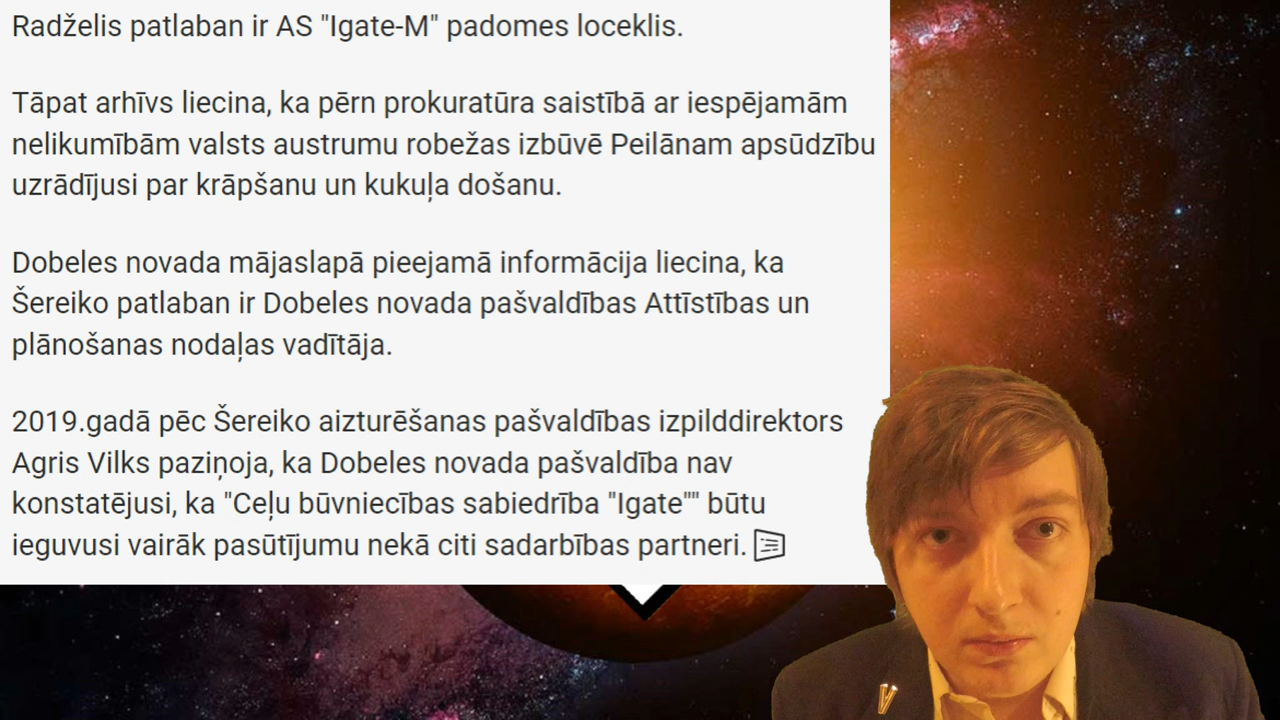 Radželis patlaban ir AS "Igate-M" padomes loceklis.
Tāpat arhīvs liecina, ka pērn prokuratūra saistībā ar iespējamām
nelikumībām valsts austrumu robežas izbūvē Peilānam apsūdzību
uzrādījusi par krāpšanu un kukuļa došanu.
Dobeles novada mājaslapā pieejamā informācija liecina, ka
Šereiko patlaban ir Dobeles novada pašvaldības Attīstības un
plānošanas nodaļas vadītāja.
2019.gadā pēc Šereiko aizturēšanas pašvaldības izpilddirektors
Agris Vilks paziņoja, ka Dobeles novada pašvaldība nav
konstatējusi, ka "Ceļu būvniecības sabiedrība "Igate"" būtu
ieguvusi vairāk pasūtījumu nekā citi sadarbības partneri.